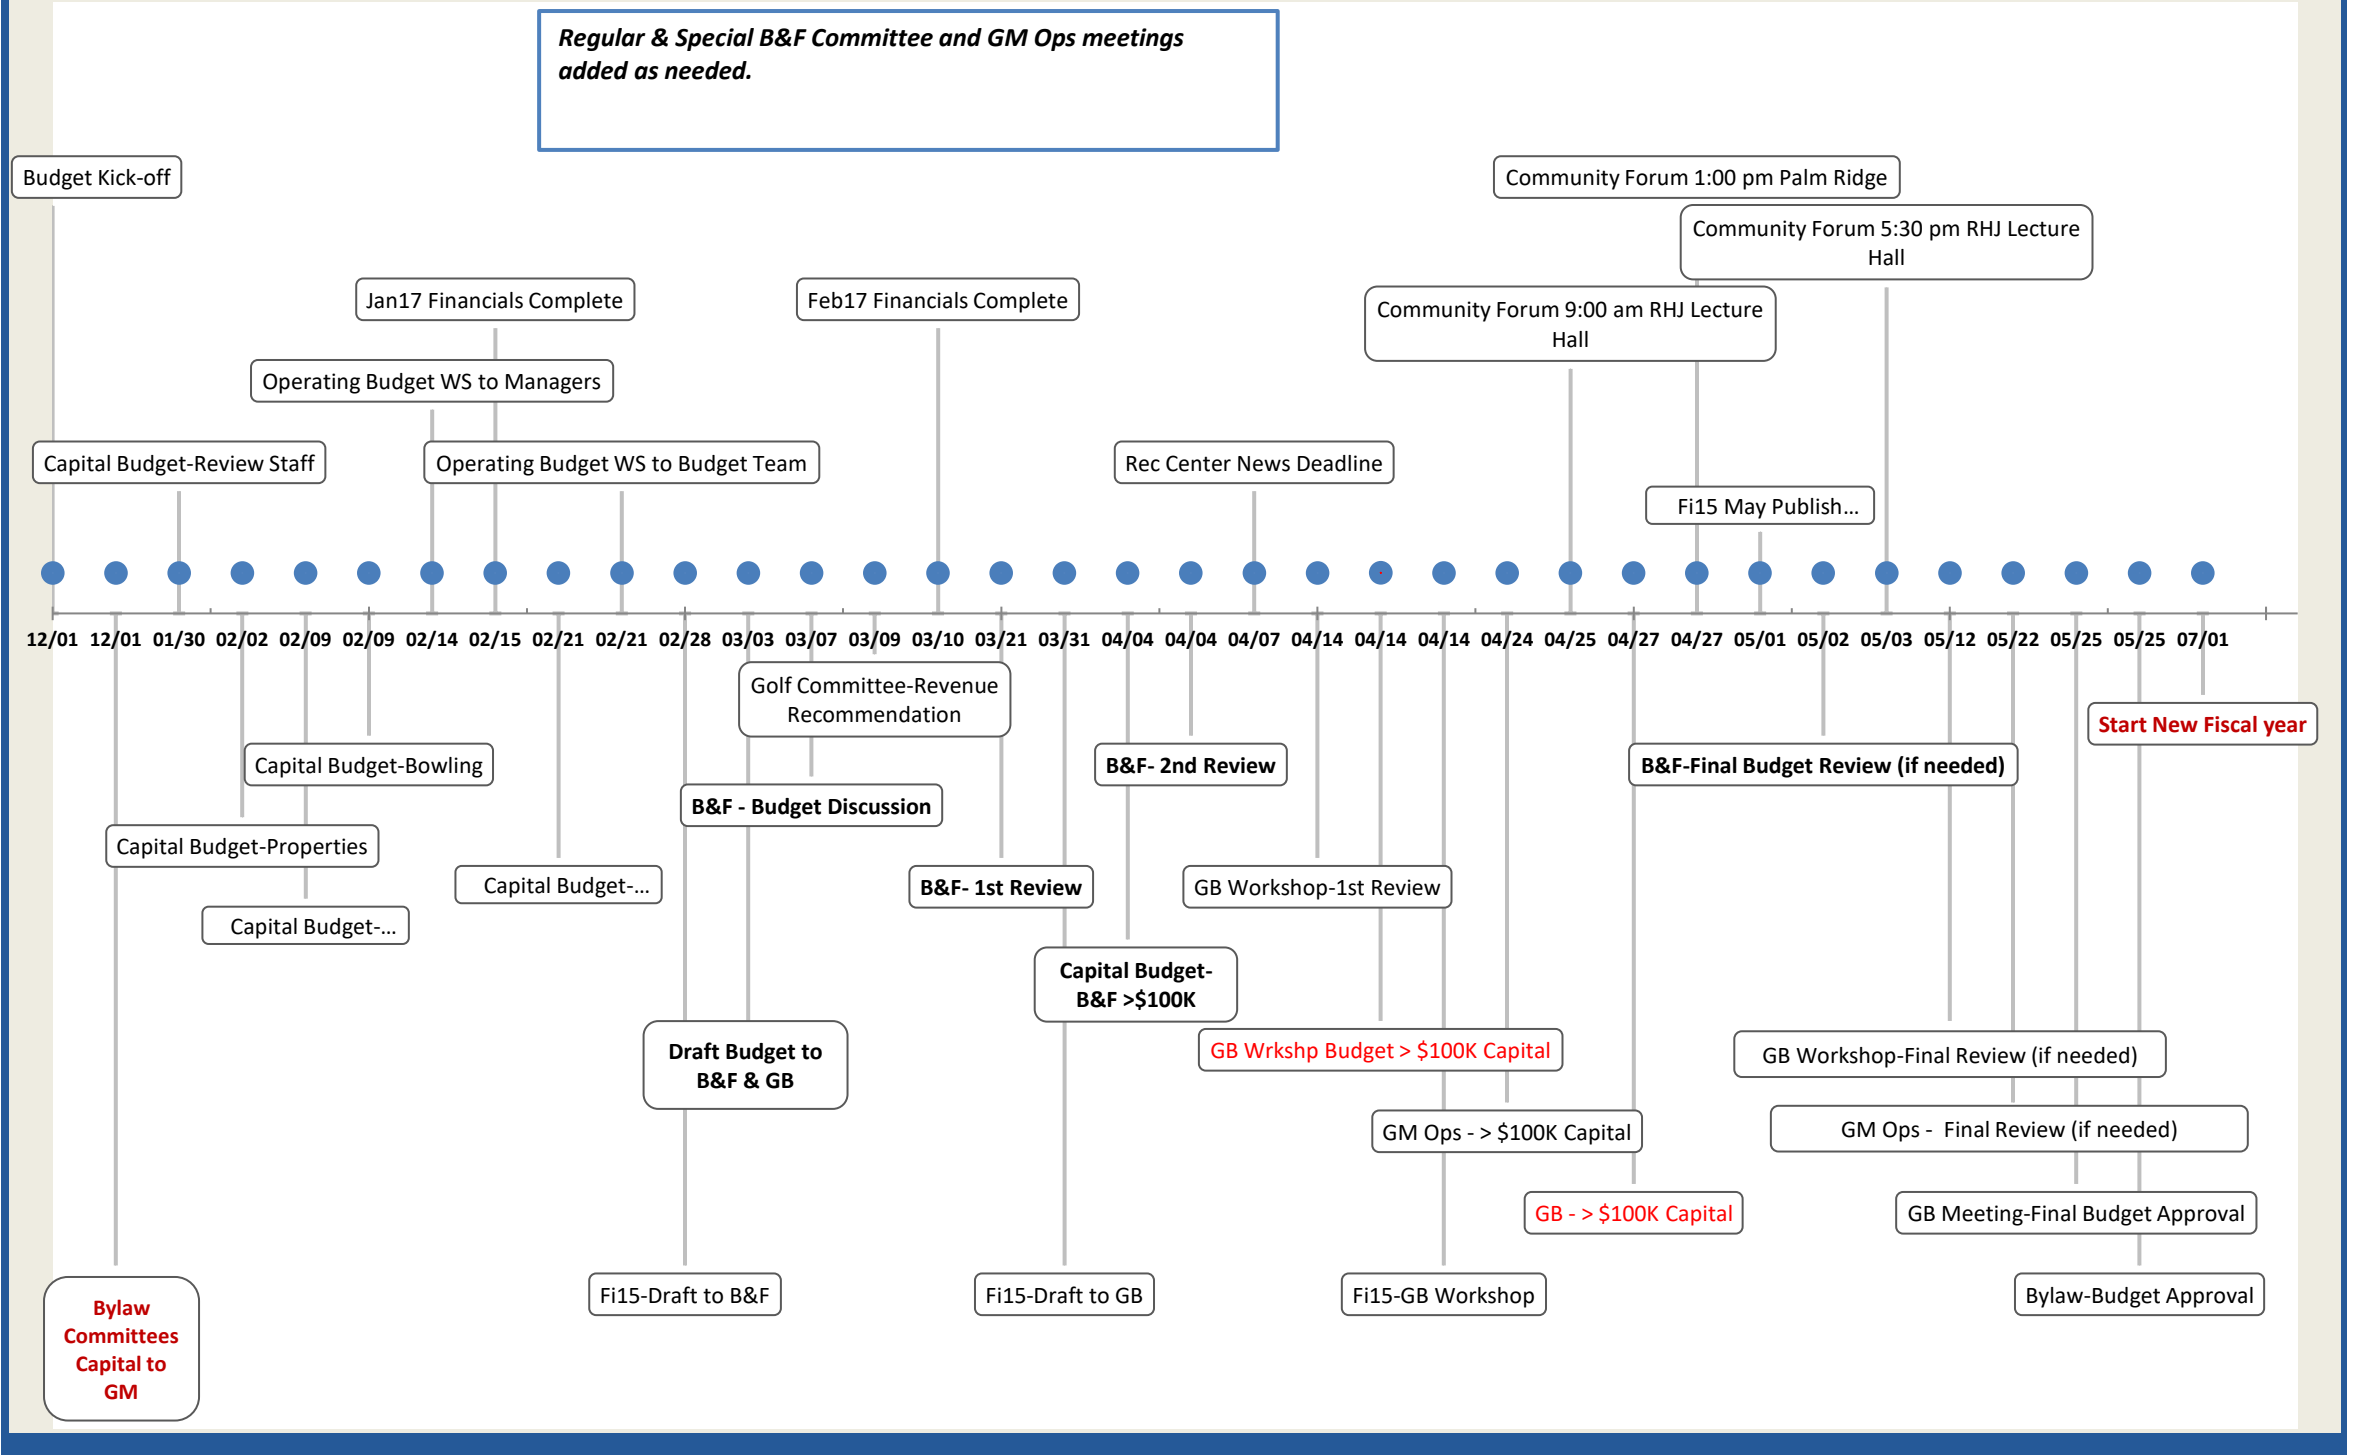 Regular & Special B&F Committee and GM Ops meetings
added as needed.
Budget Kick-off
Community Forum 1:00 pm Palm Ridge
Community Forum 5:30 pm RHJ Lecture
Hall
Jan17 Financials Complete
Feb17 Financials Complete
Community Forum 9:00 am RHJ Lecture
Hall
Operating Budget WS to Managers
Capital Budget-Review Staff
Operating Budget WS to Budget Team
Rec Center News Deadline
Fi15 May Publish...
12/01 12/01 01/30 02/02 02/09 02/09 02/14 02/15 02/21 02/21 02/28 03/03 03/07 03/09 03/10 03/21 03/31 04/04 04/04 04/07 04/14 04/14 04/14 04/24 04/25 04/27 04/27 05/01 05/02 05/03 05/12 05/22 05/25 05/25 07/01
Golf Committee-Revenue
Recommendation
Start New Fiscal year
Capital Budget-Bowling
B&F- 2nd Review
B&F-Final Budget Review (if needed)
B&F - Budget Discussion
Capital Budget-Properties
Capital Budget-...
B&F- 1st Review
GB Workshop-1st Review
Capital Budget-...
Capital Budget-
B&F >$100K
Draft Budget to
B&F & GB
GB Wrkshp Budget > $100K Capital
GB Workshop-Final Review (if needed)
GM Ops - > $100K Capital
GM Ops -  Final Review (if needed)
GB - > $100K Capital
GB Meeting-Final Budget Approval
Fi15-Draft to B&F
Fi15-Draft to GB
Fi15-GB Workshop
Bylaw-Budget Approval
Bylaw
Committees
Capital to
GM